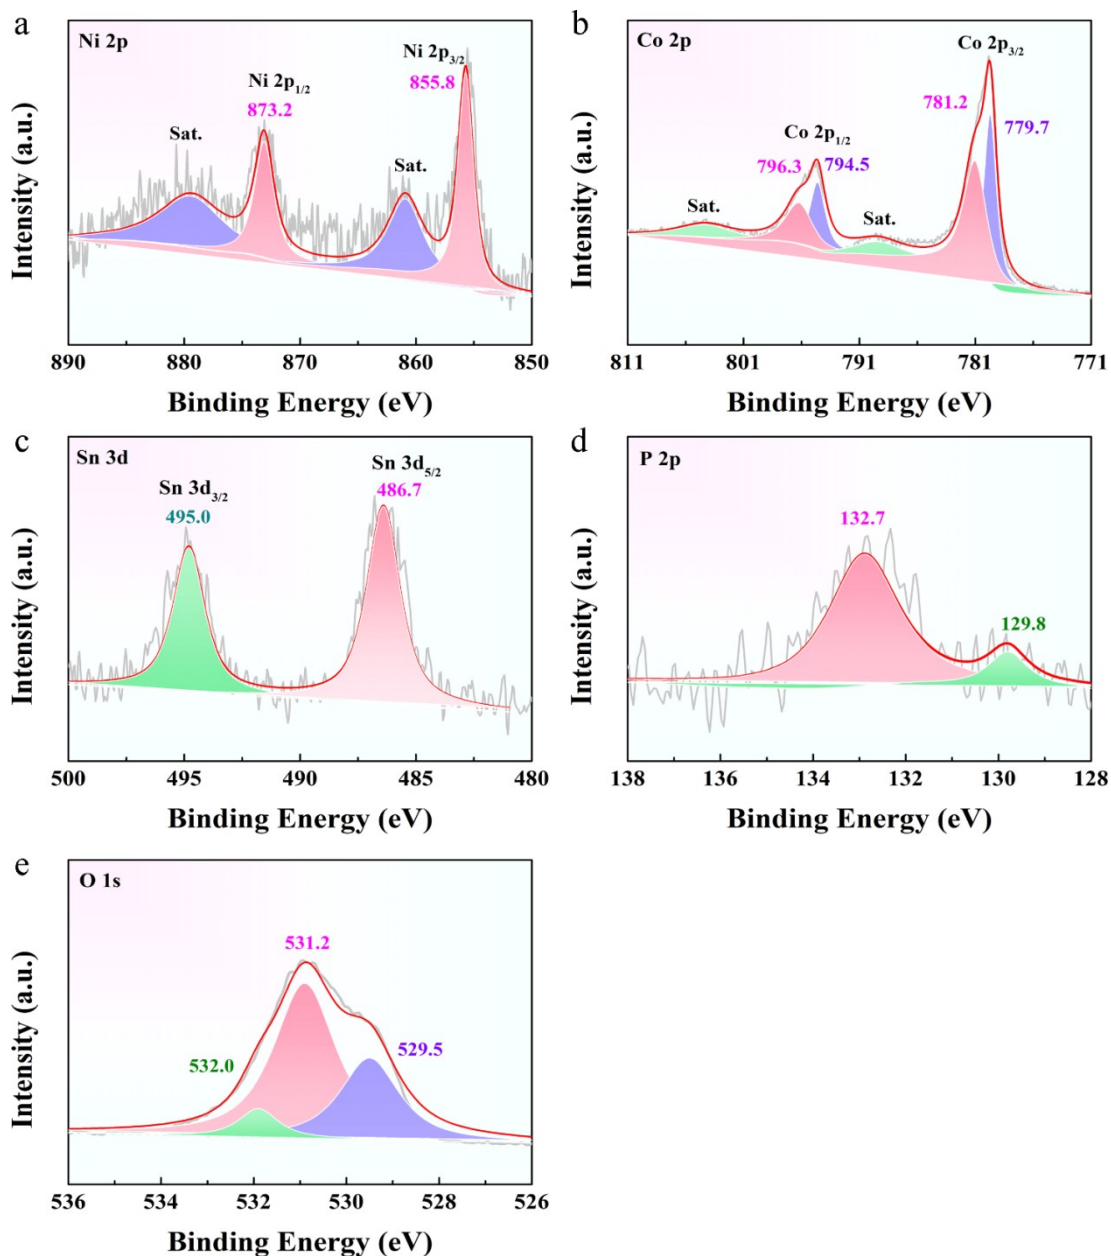 a
Ni 2p
Ni 2p3/2
855.8
Ni 2p1/2
873.2
Sat.
Sat.
Intensity (a.u.)
890 880 870 860 850
Binding Energy (eV)
b
Co 2p
Co 2p3/2
781.2
779.7
Co 2p1/2
796.3 794.5
Sat.
Sat.
Intensity (a.u.)
811 801 791 781 771
Binding Energy (eV)
c
Sn 3d
Sn 3d5/2
486.7
Sn 3d3/2
495.0
Intensity (a.u.)
500 495 490 485 480
Binding Energy (eV)
d
P 2p
132.7
129.8
Intensity (a.u.)
138 136 134 132 130 128
Binding Energy (eV)
e
O 1s
531.2
532.0
529.5
Intensity (a.u.)
536 534 532 530 528 526
Binding Energy (eV)